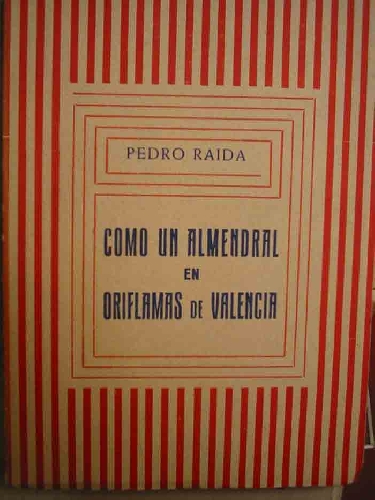 PEDRO RAIDA
COMO UN ALMENDRAL
EN
ORIFLAMAS DE VALENCIA